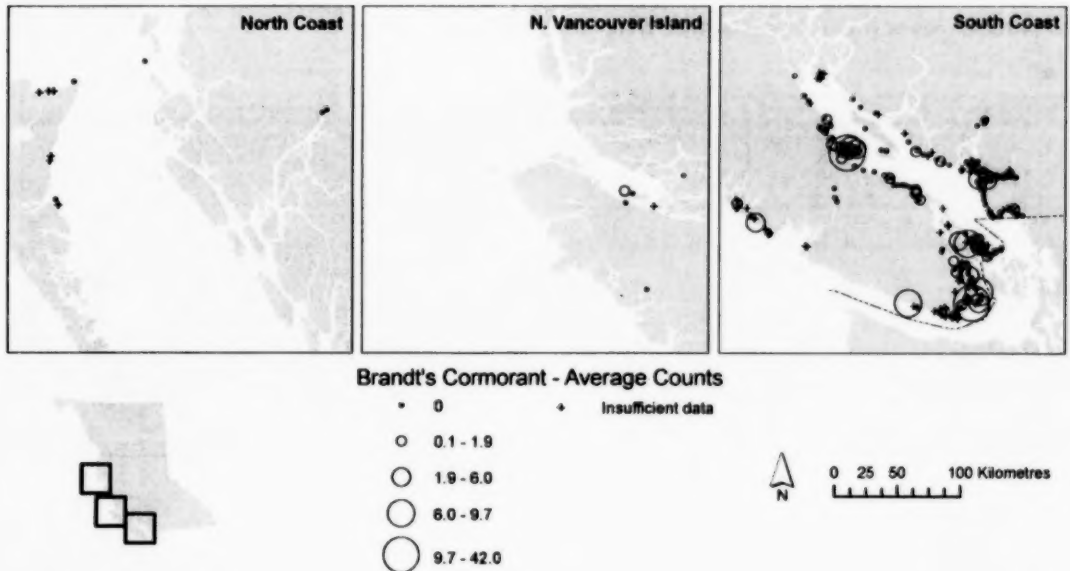 North Coast
N. Vancouver Island
South Coast
Brandt's Cormorant - Average Counts
0
Insufficient data
0.1 - 1.9
1.9 - 6.0
6.0 - 9.7
9.7 - 42.0
N
0 25 50 100 Kilometres